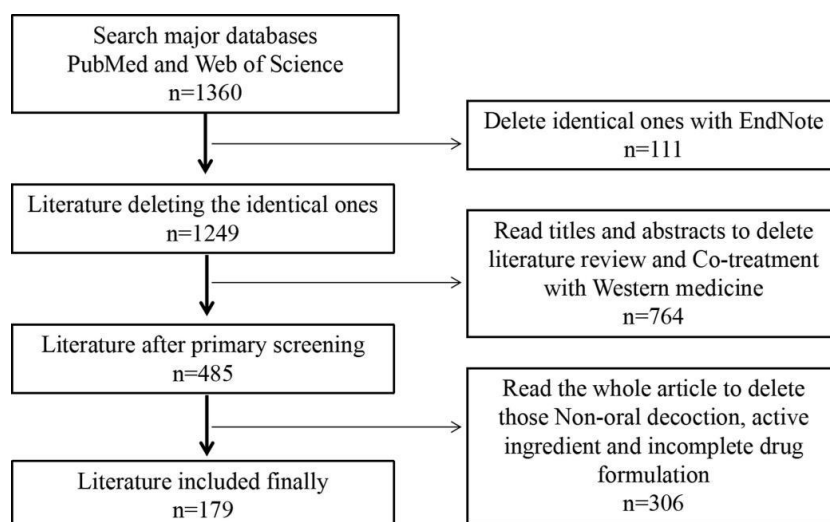 Search major databases
PubMed and Web of Science
n=1360
Delete identical ones with EndNote
n=111
Literature deleting the identical ones
n=1249
Read titles and abstracts to delete
literature review and Co-treatment
with Western medicine
n=764
Literature after primary screening
n=485
Read the whole article to delete
those Non-oral decoction, active
ingredient and incomplete drug
formulation
n=306
Literature included finally
n=179